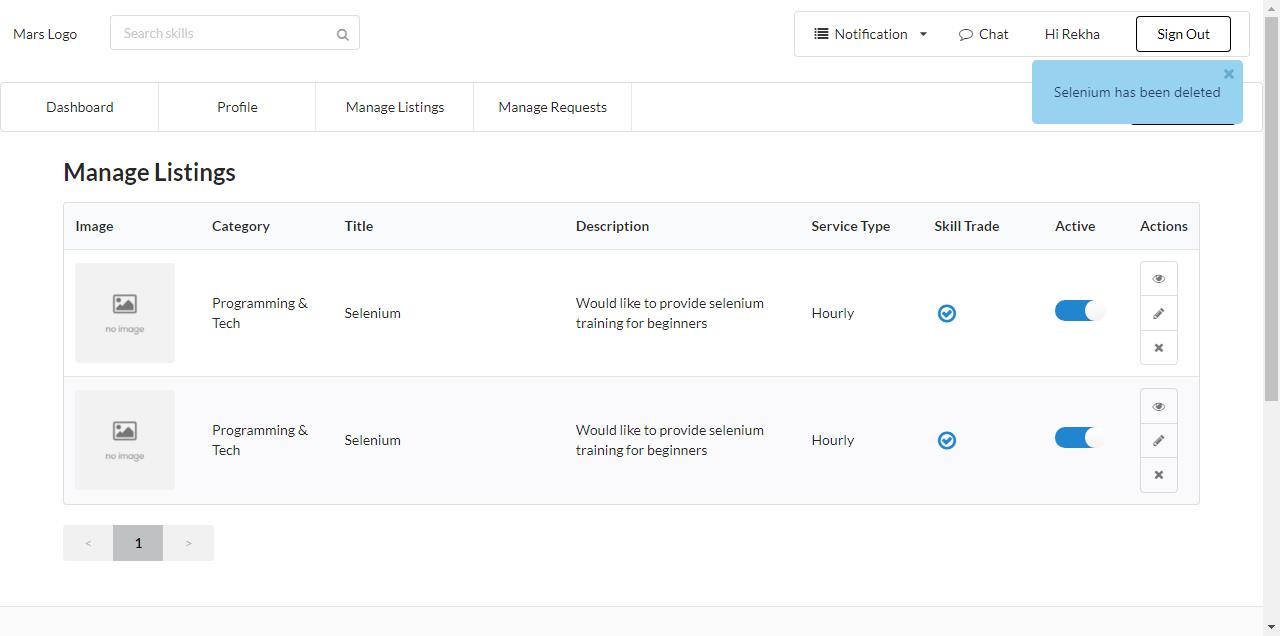 Mars Logo
Search skills
Notification
Chat
Hi Rekha
Sign Out
Selenium has been deleted
Dashboard
Profile
Manage Listings
Manage Requests
Manage Listings
Image
Category
Title
Description
Service Type
Skill Trade
Active
Actions
no image
Programming &
Tech
Selenium
Would like to provide selenium
training for beginners
Hourly
no image
Programming &
Tech
Selenium
Would like to provide selenium
training for beginners
Hourly
<
1
>